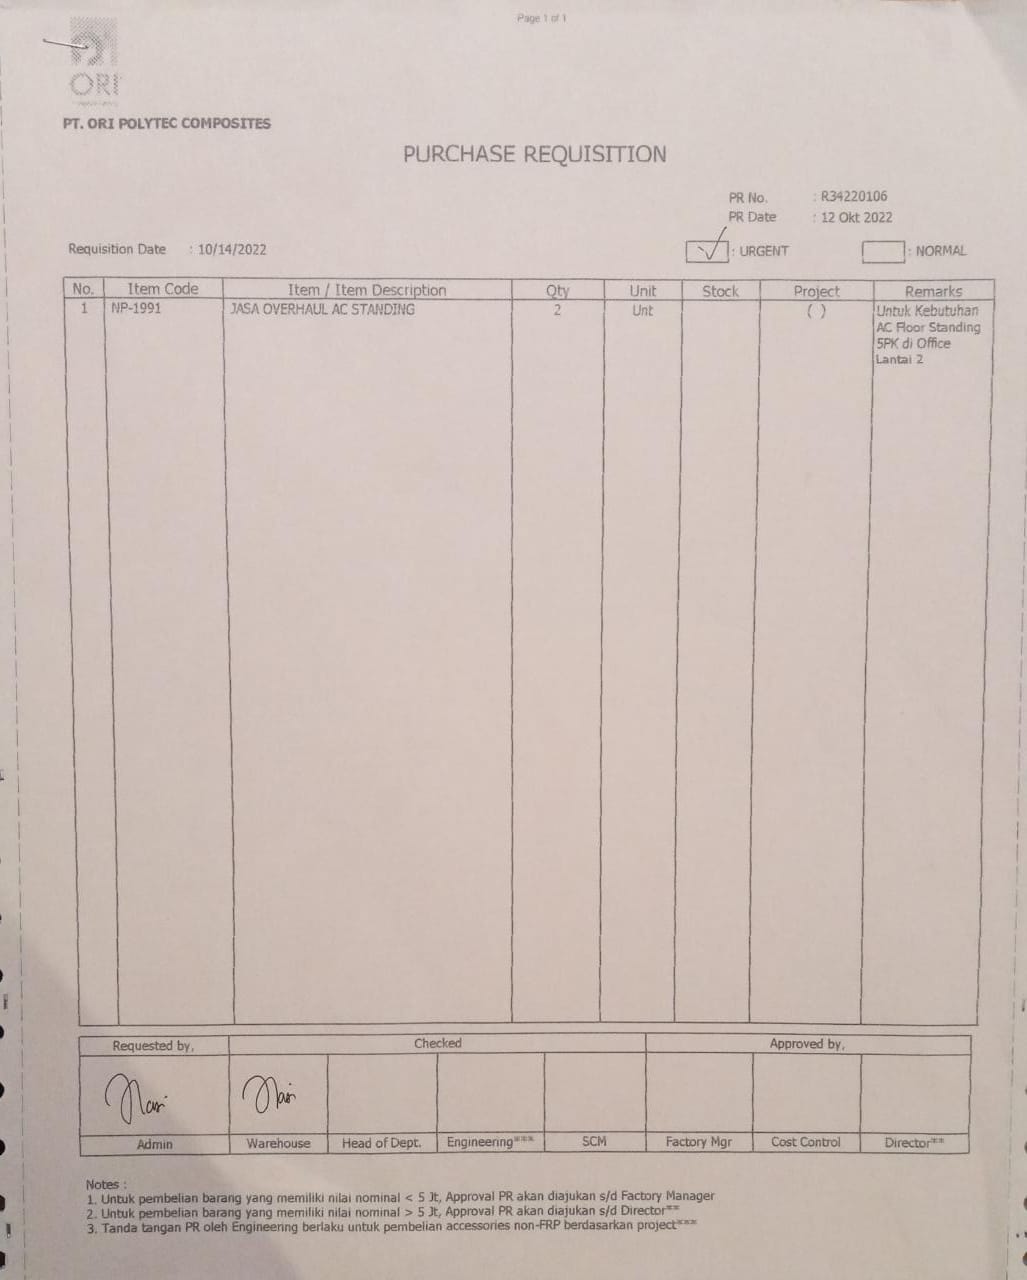 Page 1 of 1
ORI
PT. ORI POLYTEC COMPOSITES
PURCHASE REQUISITION
PR No. : R34220106
PR Date : 12 Okt 2022
Requisition Date : 10/14/2022
: URGENT : NORMAL
No. Item Code Item / Item Description Qty Unit Stock Project Remarks
1 NP-1991 JASA OVERHAUL AC STANDING 2 Unt ( ) Untuk Kebutuhan
AC Floor Standing
5PK di Office
Lantai 2
Requested by, Checked Approved by,
Admin Warehouse Head of Dept. Engineering*** SCM Factory Mgr Cost Control Director**
Notes :
1. Untuk pembelian barang yang memiliki nilai nominal < 5 Jt, Approval PR akan diajukan s/d Factory Manager
2. Untuk pembelian barang yang memiliki nilai nominal > 5 Jt, Approval PR akan diajukan s/d Director**
3. Tanda tangan PR oleh Engineering berlaku untuk pembelian accessories non-FRP berdasarkan project***